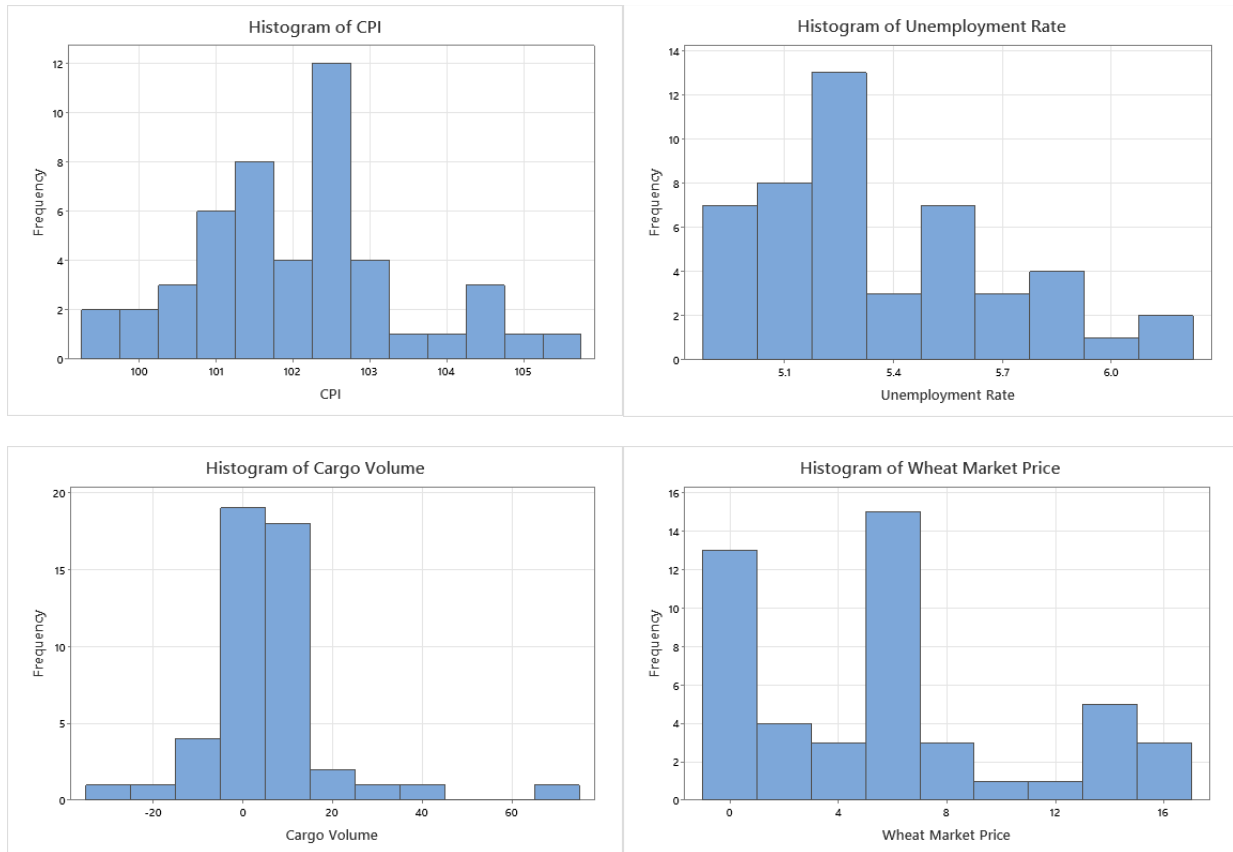 Histogram of CPI
12
10
8
6
4
2
0
Frequency
100 101 102 103 104 105
CPI
Histogram of Unemployment Rate
14
12
10
8
6
4
2
0
Frequency
5.1 5.4 5.7 6.0
Unemployment Rate
Histogram of Cargo Volume
20
15
10
5
0
Frequency
-20 0 20 40 60
Cargo Volume
Histogram of Wheat Market Price
16
14
12
10
8
6
4
2
0
Frequency
0 4 8 12 16
Wheat Market Price